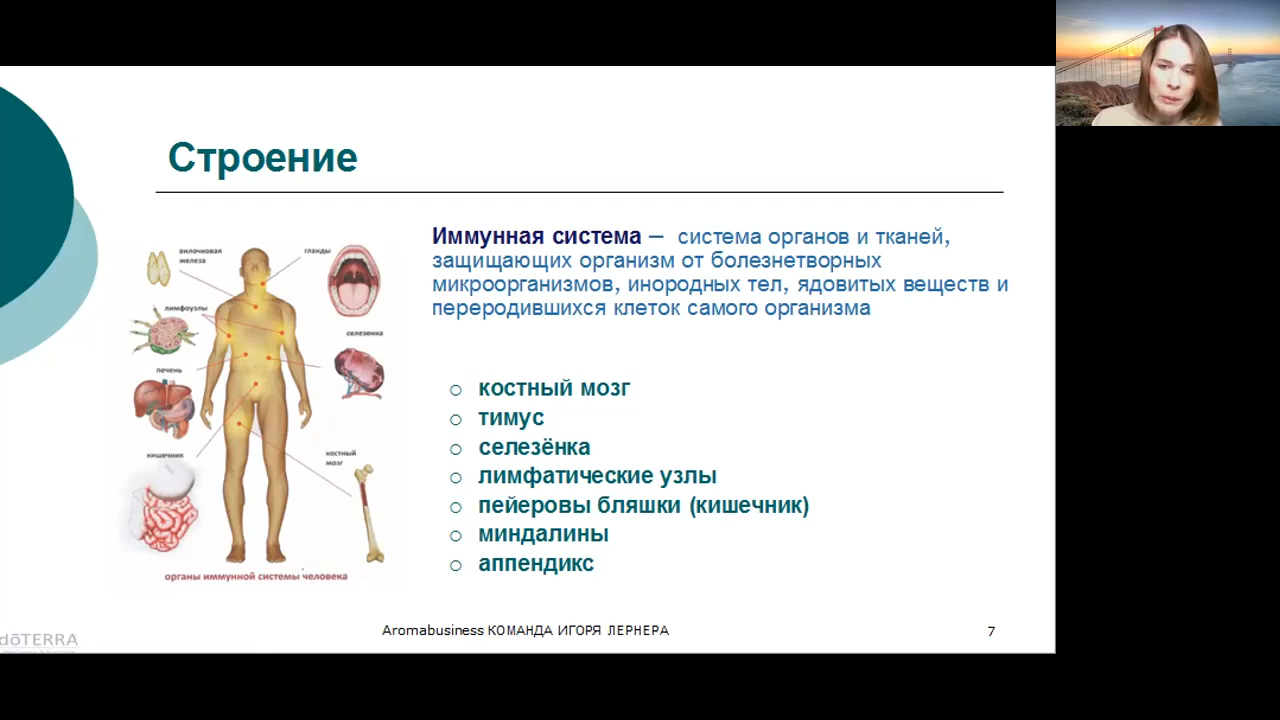 Строение
Иммунная система – система органов и тканей,
защищающих организм от болезнетворных
микроорганизмов, инородных тел, ядовитых веществ и
переродившихся клеток самого организма
вилочковая
железа
гланды
лимфоузлы
селезенка
печень
кишечник
костный
мозг
органы иммунной системы человека
костный мозг
тимус
селезёнка
лимфатические узлы
пейеровы бляшки (кишечник)
миндалины
аппендикс
dōTERRA
Aromabusiness КОМАНДА ИГОРЯ ЛЕРНЕРА
7